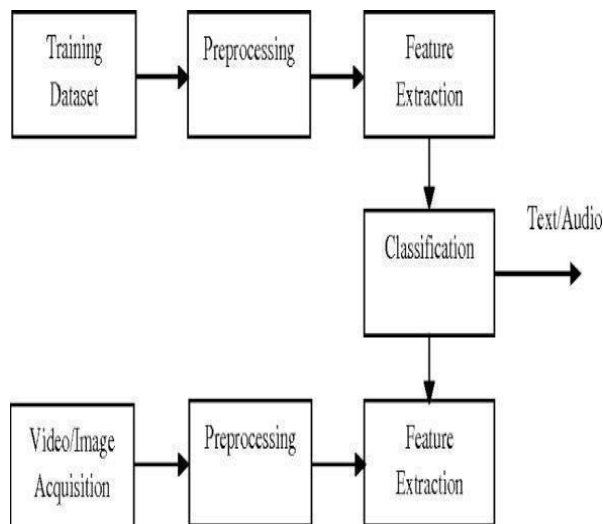 Training
Dataset
Preprocessing
Feature
Extraction
Classification
Text/Audio
Video/Image
Acquisition
Preprocessing
Feature
Extraction